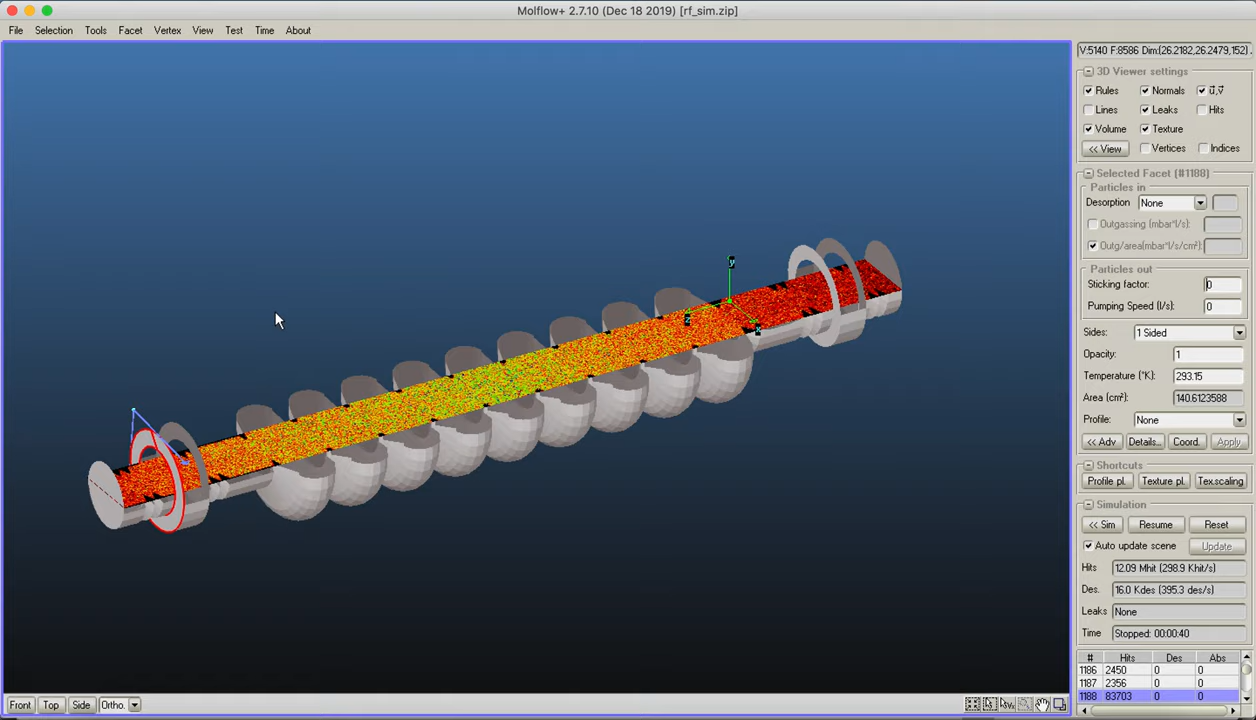 Molflow+ 2.7.10 (Dec 18 2019) [rf_sim.zip]
File Selection Tools Facet Vertex View Test Time About
V:5140 F:8586 Dim:(26.2182,26.2479,152)
3D Viewer settings
Rules Normals ú,v⃗
Lines Leaks Hits
Volume Texture
<< View Vertices Indices
Selected Facet (#1188)
Particles in
Desorption None
Outgassing (mbar*l/s):
Outg/area(mbar*l/s/cm²):
Particles out
Sticking factor: 0
Pumping Speed (l/s): 0
Sides: 1 Sided
Opacity: 1
Temperature (°K): 293.15
Area (cm²): 140.6123588
Profile: None
<< Adv Details... Coord. Apply
Shortcuts
Profile pl. Texture pl. Tex.scaling
Simulation
<< Sim Resume Reset
Auto update scene Update
Hits 12.09 Mhit (298.9 Khit/s)
Des. 16.0 Kdes (395.3 des/s)
Leaks None
Time Stopped: 00:00:40
# Hits Des Abs
1186 2450 0 0
1187 2356 0 0
1188 83703 0 0
y
z
x
Front Top Side Ortho.